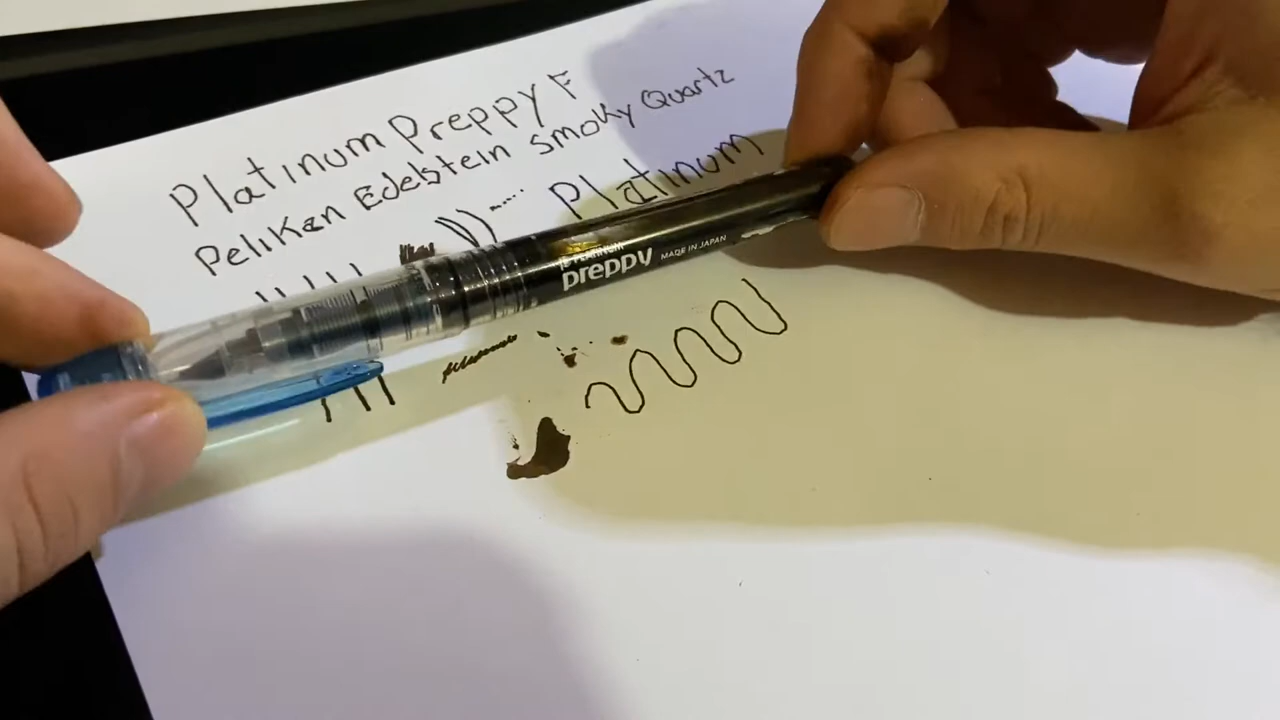 Platinum Preppy F
Pelikan Edelstein Smoky Quartz
Platinum
PLATINUM
preppy MADE IN JAPAN